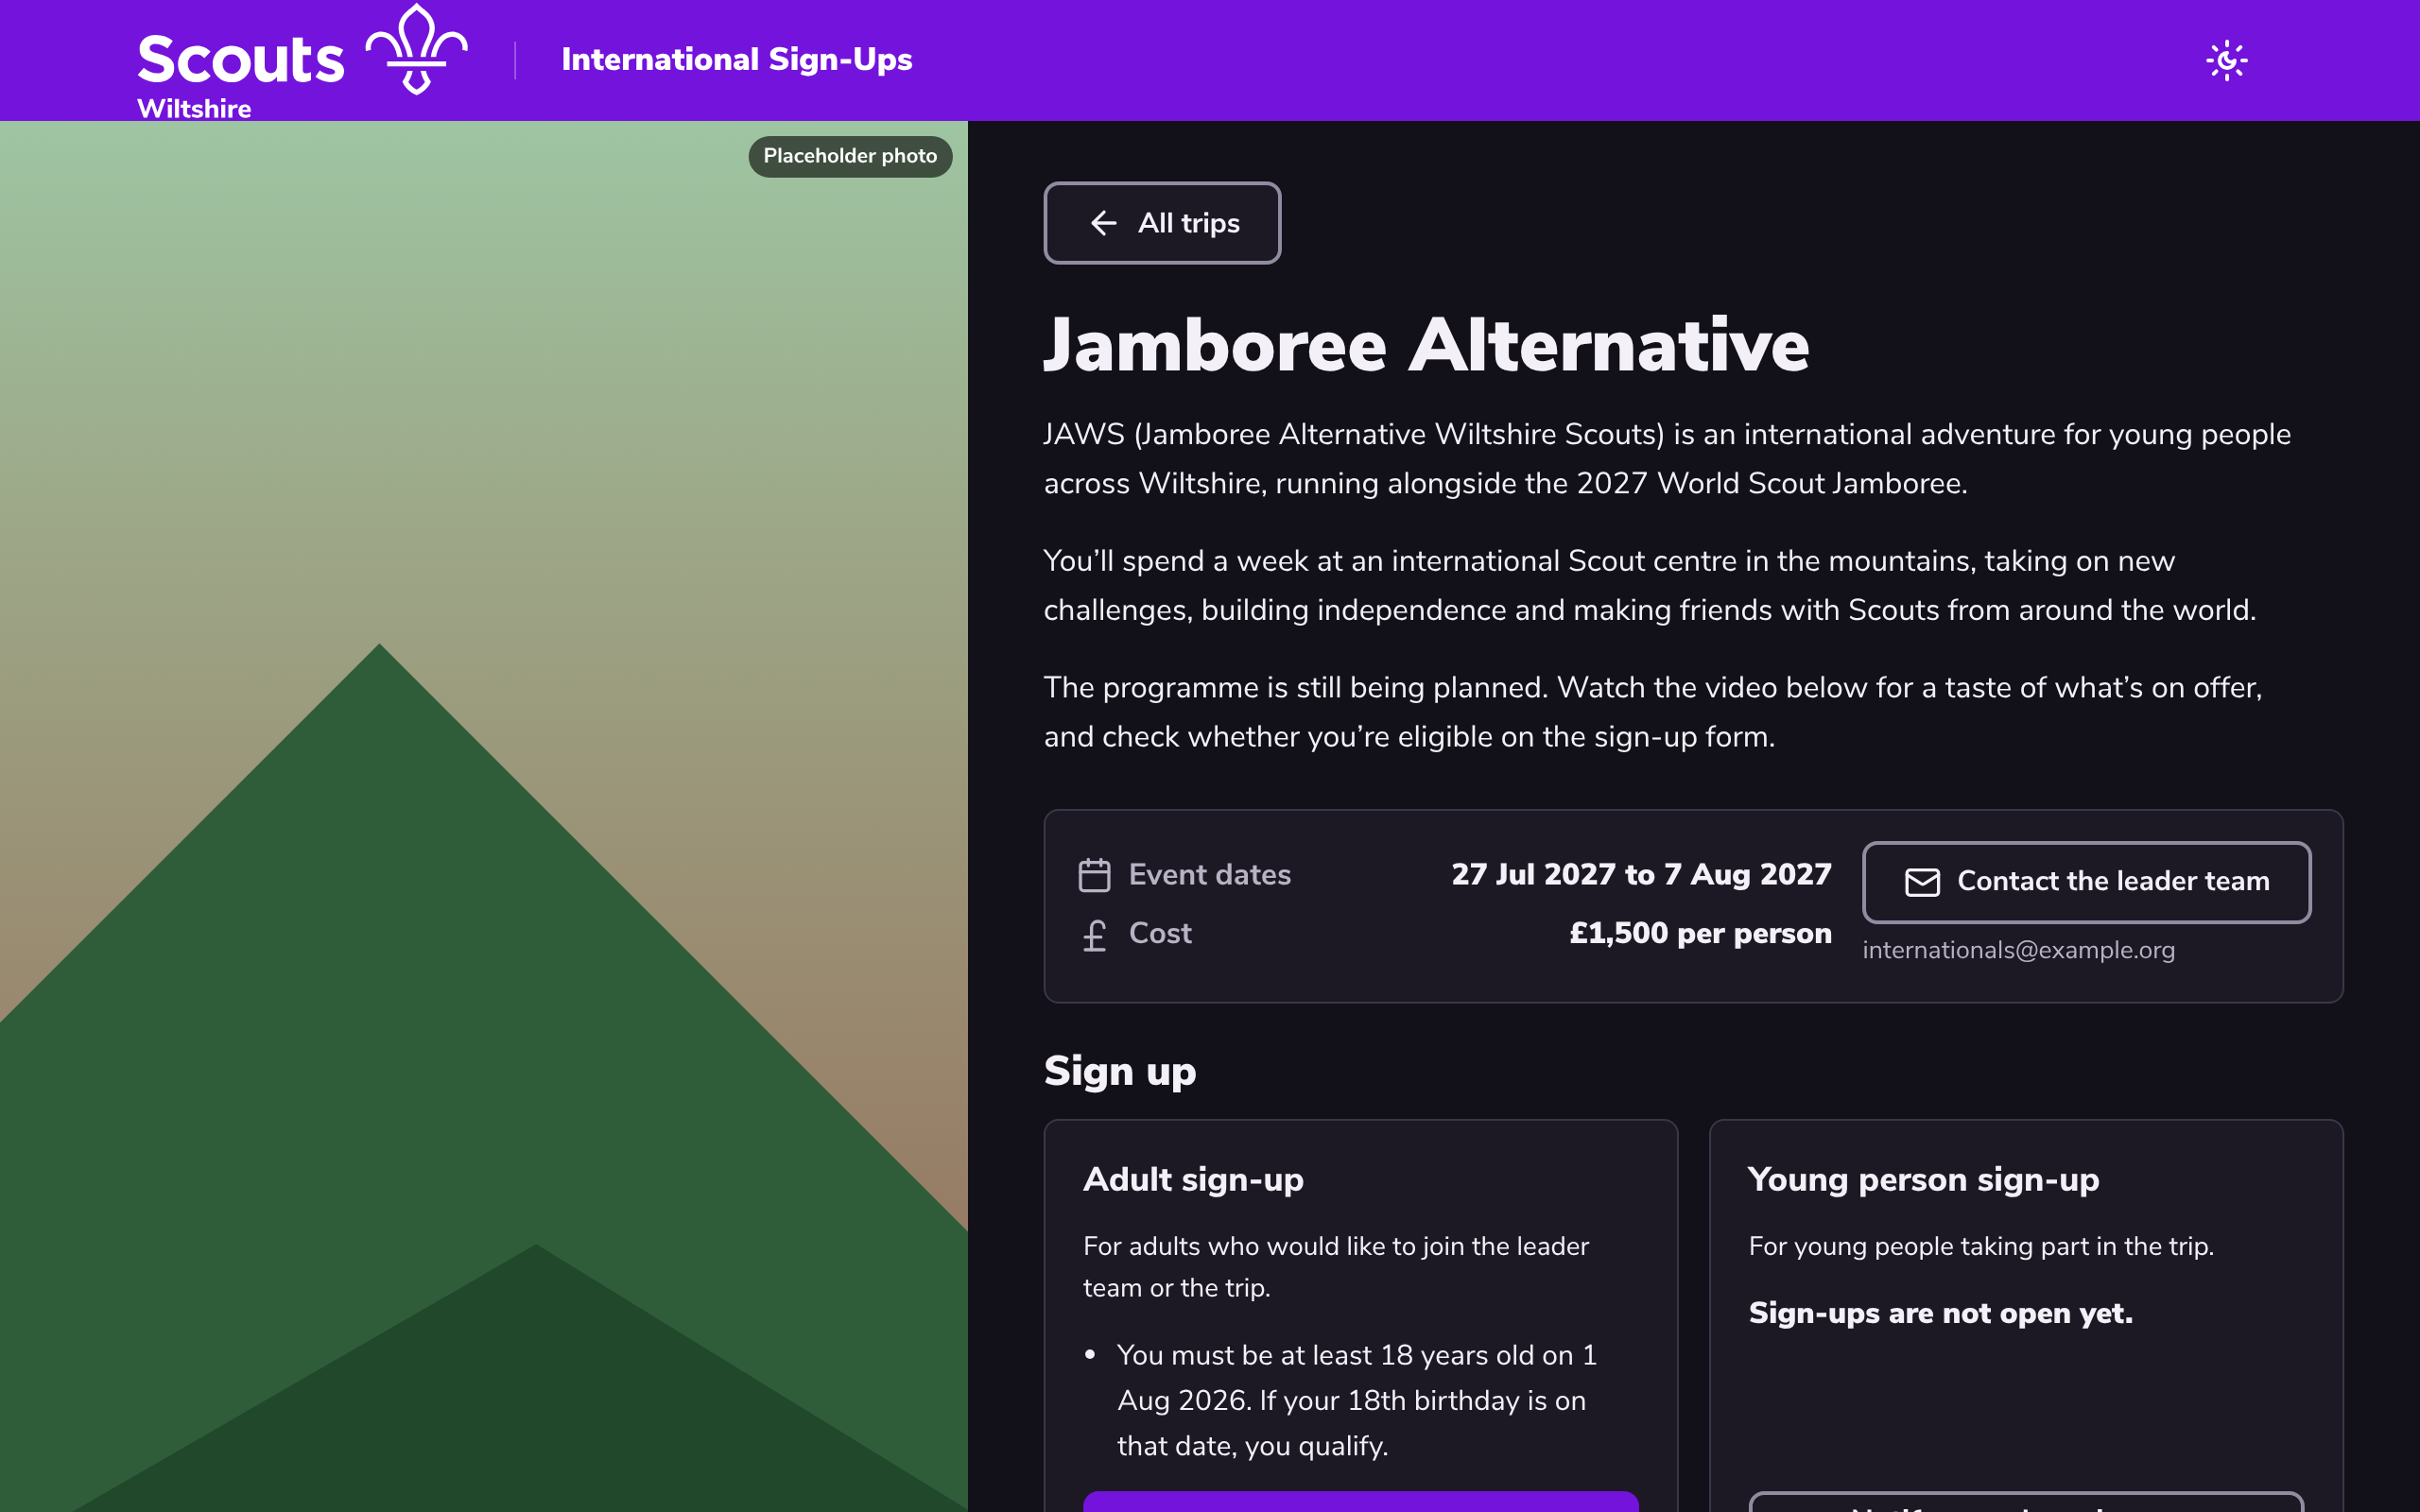 Scouts
Wiltshire
International Sign-Ups
Placeholder photo
All trips
Jamboree Alternative
JAWS (Jamboree Alternative Wiltshire Scouts) is an international adventure for young people
across Wiltshire, running alongside the 2027 World Scout Jamboree.
You’ll spend a week at an international Scout centre in the mountains, taking on new
challenges, building independence and making friends with Scouts from around the world.
The programme is still being planned. Watch the video below for a taste of what’s on offer,
and check whether you’re eligible on the sign-up form.
Event dates 27 Jul 2027 to 7 Aug 2027
Cost £1,500 per person
Contact the leader team
internationals@example.org
Sign up
Adult sign-up
For adults who would like to join the leader
team or the trip.
• You must be at least 18 years old on 1
Aug 2026. If your 18th birthday is on
that date, you qualify.
Young person sign-up
For young people taking part in the trip.
Sign-ups are not open yet.